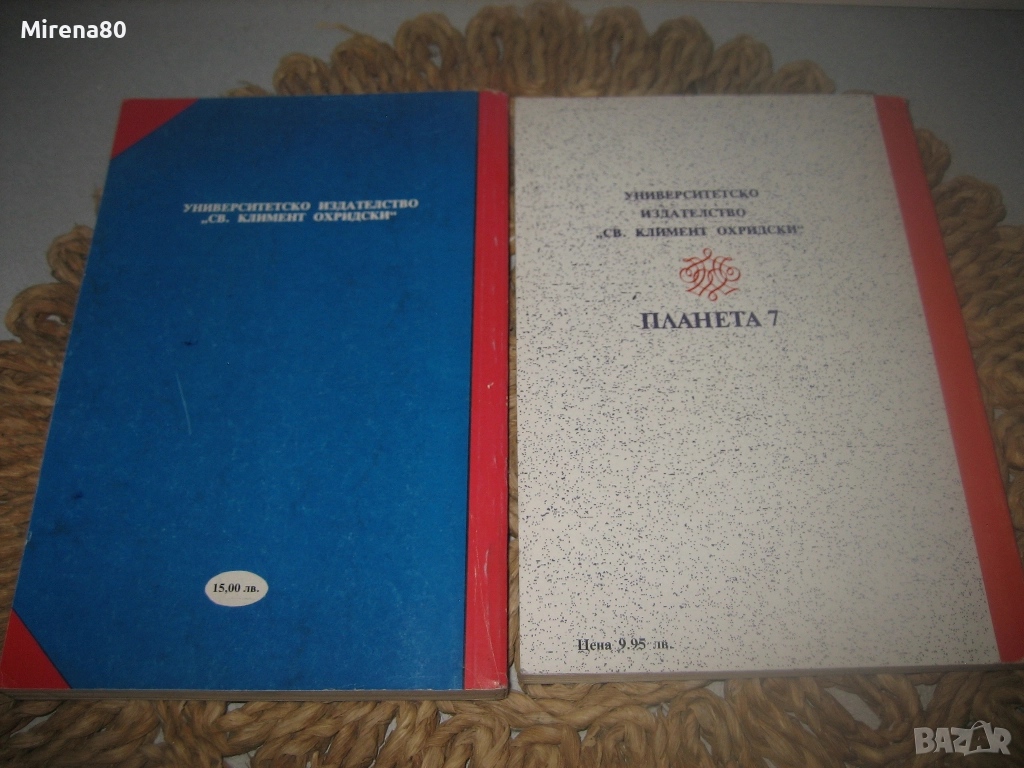 Mirena80
УНИВЕРСИТЕТСКО ИЗДАТЕЛСТВО
„СВ. КЛИМЕНТ ОХРИДСКИ“
15,00 лв.
УНИВЕРСИТЕТСКО
ИЗДАТЕЛСТВО
„СВ. КЛИМЕНТ ОХРИДСКИ“
ПЛАНЕТА 7
Цена 9.95 лв.
BAZAR